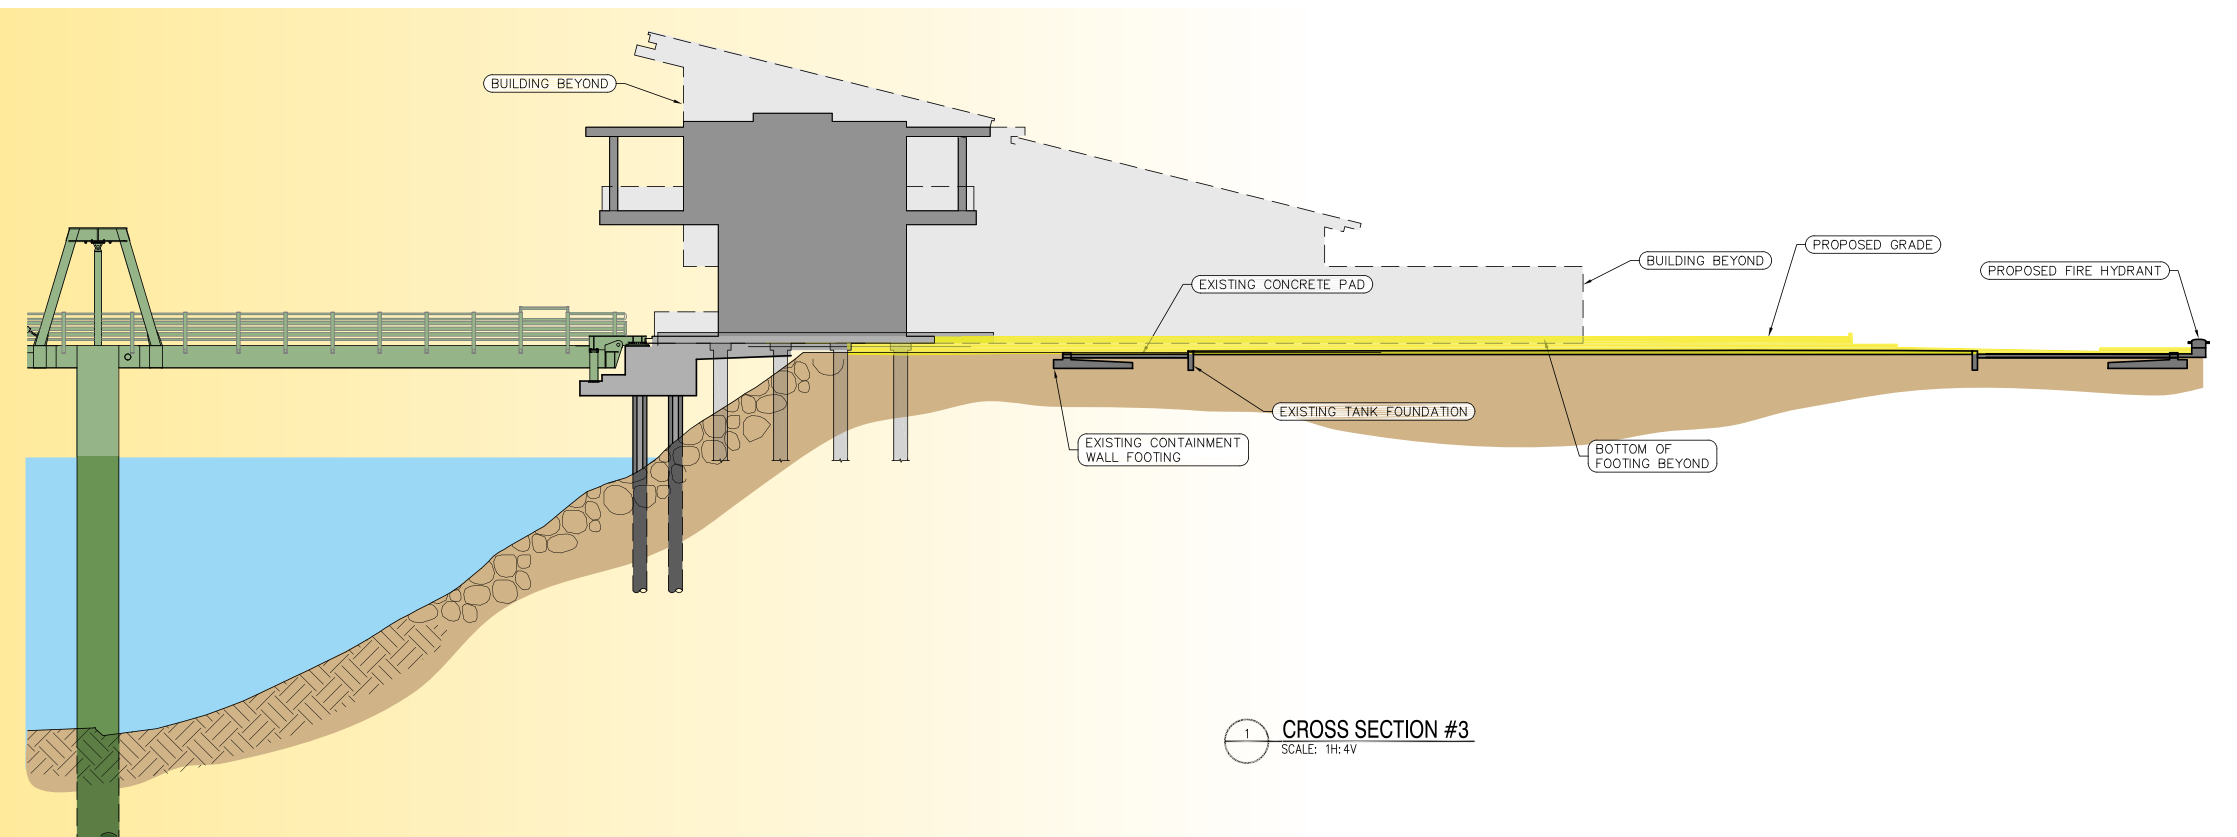 BUILDING BEYOND
PROPOSED GRADE
BUILDING BEYOND
PROPOSED FIRE HYDRANT
EXISTING CONCRETE PAD
EXISTING TANK FOUNDATION
EXISTING CONTAINMENT
WALL FOOTING
BOTTOM OF
FOOTING BEYOND
1
CROSS SECTION #3
SCALE: 1H:4V